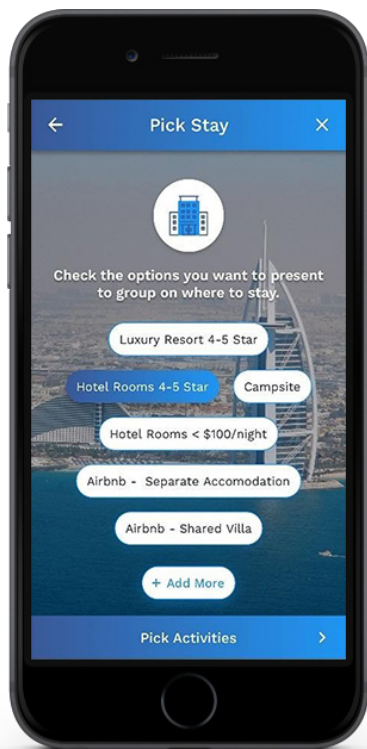 Pick Stay
Check the options you want to present
to group on where to stay.
Luxury Resort 4-5 Star
Hotel Rooms 4-5 Star
Campsite
Hotel Rooms < $100/night
Airbnb - Separate Accomodation
Airbnb - Shared Villa
+ Add More
Pick Activities